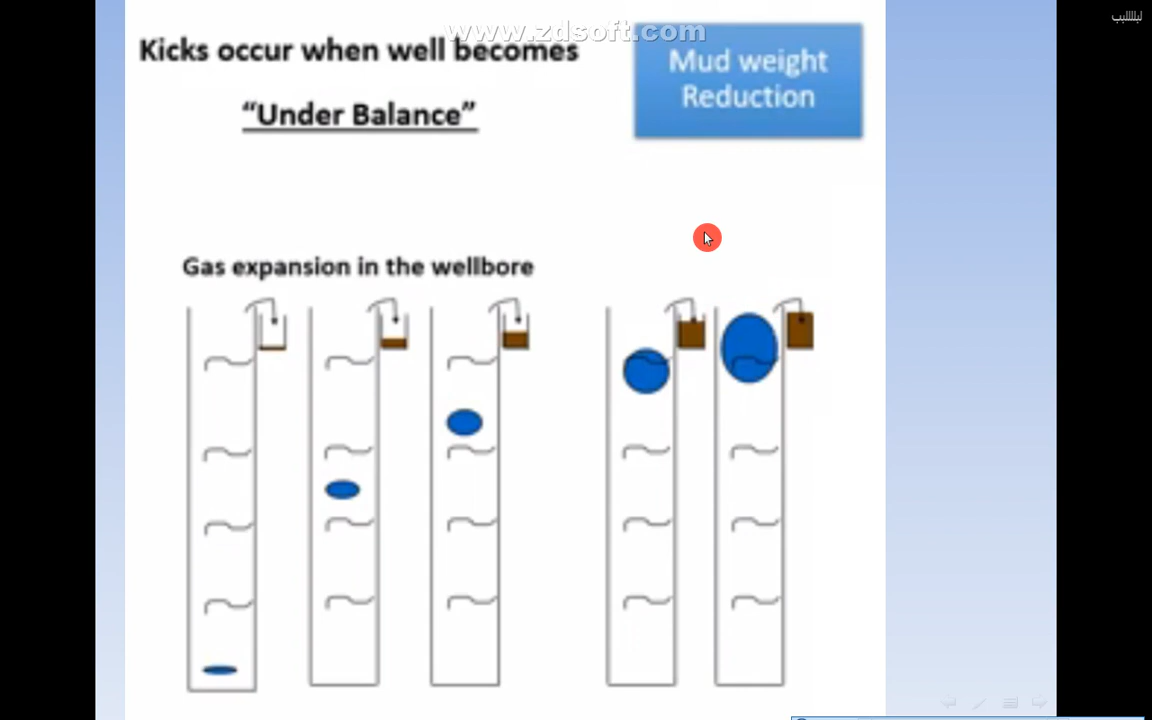 www.zdsoft.com
Kicks occur when well becomes
“Under Balance”
Mud weight
Reduction
Gas expansion in the wellbore